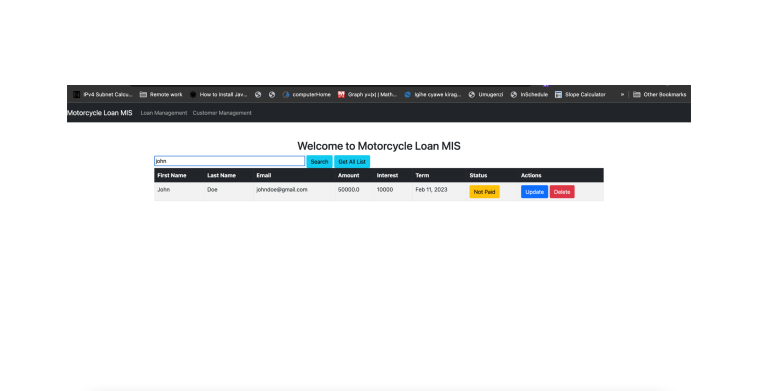 IPv4 Subnet Calcu... Remote work How to Install Jav... computerHome Graph y=|x| | Math... Igihe cyawe kirag... Umugenzi InSchedule Slope Calculator » Other Bookmarks
Motorcycle Loan MIS Loan Management Customer Management
Welcome to Motorcycle Loan MIS
john Search Get All List
First Name Last Name Email Amount Interest Term Status Actions
John Doe johndoe@gmail.com 50000.0 10000 Feb 11, 2023 Not Paid Update Delete